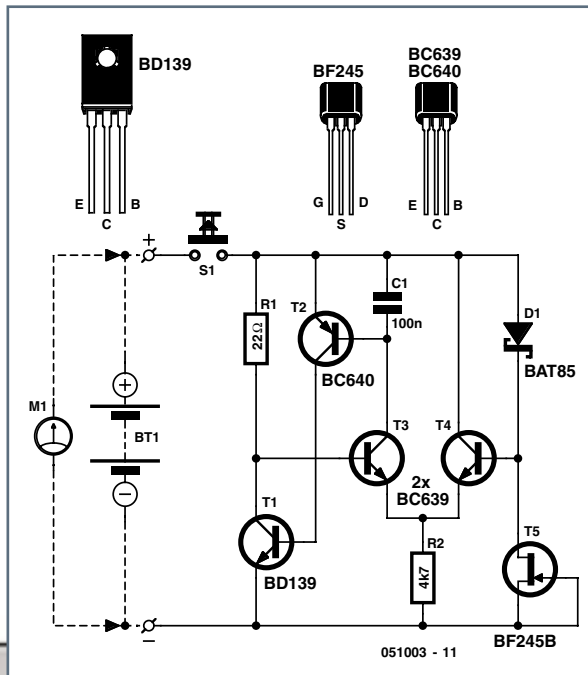 BD139
BF245
BC639
BC640
E
C
B
G
S
D
E
C
B
+
S1
R1
22Ω
T2
BC640
C1
100n
D1
BAT85
M1
+
BT1
−
T3
T4
2x
BC639
T1
BD139
R2
4k7
T5
BF245B
−
051003 - 11